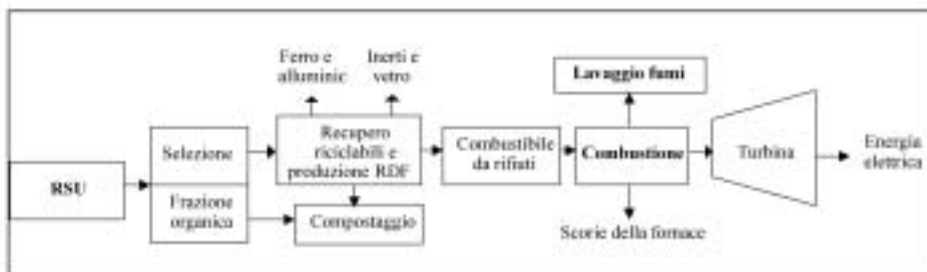 Ferro e
alluminic
Inerti e
vetro
Lavaggio fumi
RSU
Selezione
Frazione
organica
Recupero
riciclabili e
produzione RDF
Compostaggio
Combustibile
da rifiuti
Combustione
Scorie della fornace
Turbina
Energia
elettrica